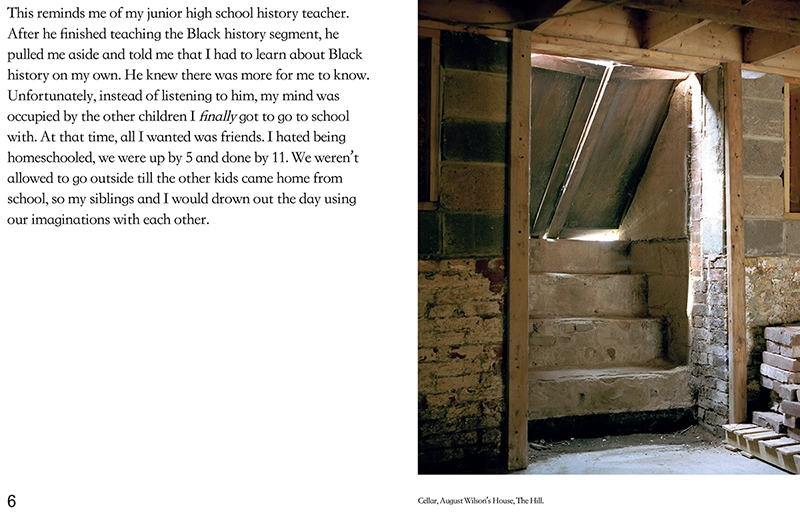 This reminds me of my junior high school history teacher.
After he finished teaching the Black history segment, he
pulled me aside and told me that I had to learn about Black
history on my own. He knew there was more for me to know.
Unfortunately, instead of listening to him, my mind was
occupied by the other children I finally got to go to school
with. At that time, all I wanted was friends. I hated being
homeschooled, we were up by 5 and done by 11. We weren't
allowed to go outside till the other kids came home from
school, so my siblings and I would drown out the day using
our imaginations with each other.
6
Cellar, August Wilson's House, The Hill.